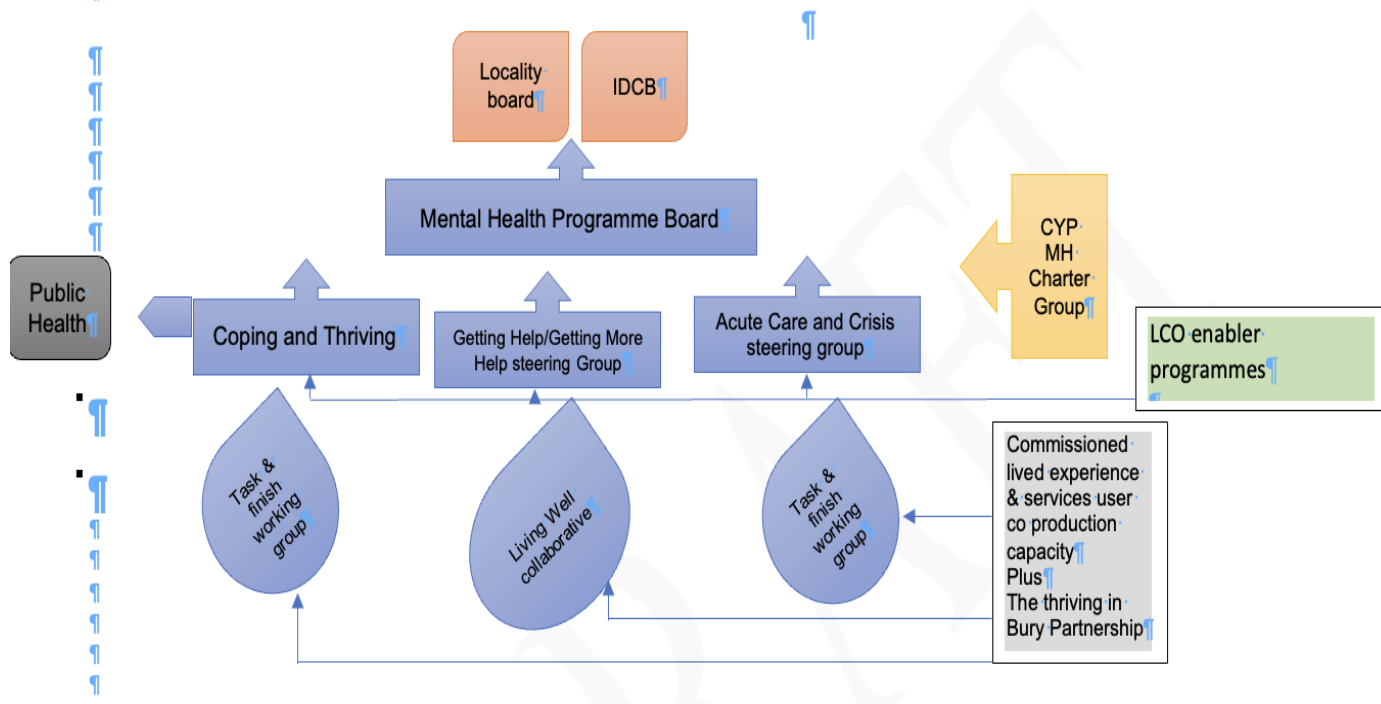 Locality
board¶
IDCB¶
Mental Health Programme Board¶
CYP
MH
Charter
Group¶
Public
Health¶
Coping and Thriving¶
Getting Help/Getting More
Help steering Group¶
Acute Care and Crisis
steering group¶
LCO enabler
programmes¶
¶
Task &
finish
working
group¶
Living Well
collaborative¶
Task &
finish
working
group¶
Commissioned
lived experience
& services user
co production
capacity¶
Plus¶
The thriving in
Bury Partnership¶
DRAFT